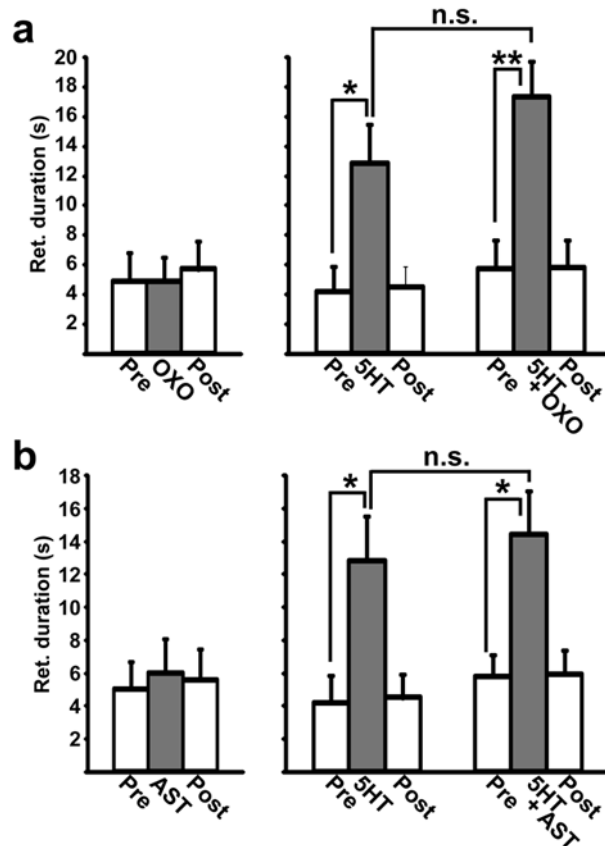 a
n.s.
Ret. duration (s)
20
18
16
14
12
10
8
6
4
2
*
**
Pre
OXO
Post
Pre
5HT
Post
Pre
5HT
+ OXO
Post
b
n.s.
Ret. duration (s)
18
16
14
12
10
8
6
4
2
*
*
Pre
AST
Post
Pre
5HT
Post
Pre
5HT
+ AST
Post